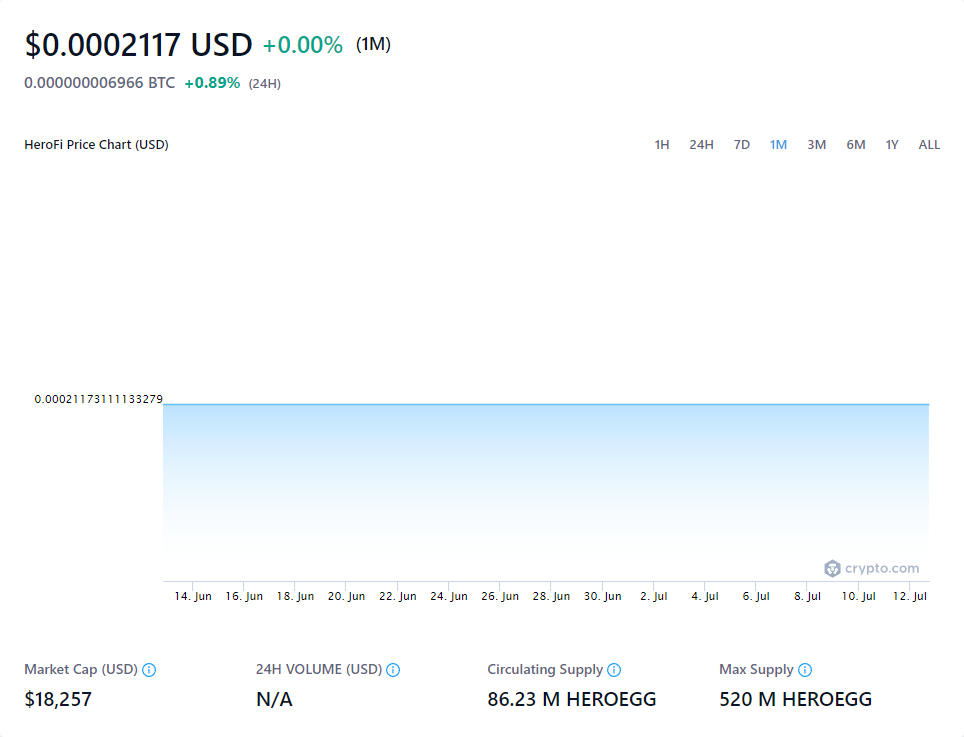 $0.0002117 USD +0.00% (1M)
0.000000006966 BTC +0.89% (24H)
HeroFi Price Chart (USD) 1H 24H 7D 1M 3M 6M 1Y ALL
0.00021173111133279
crypto.com
14. Jun 16. Jun 18. Jun 20. Jun 22. Jun 24. Jun 26. Jun 28. Jun 30. Jun 2. Jul 4. Jul 6. Jul 8. Jul 10. Jul 12. Jul
Market Cap (USD) 24H VOLUME (USD) Circulating Supply Max Supply
$18,257 N/A 86.23 M HEROEGG 520 M HEROEGG